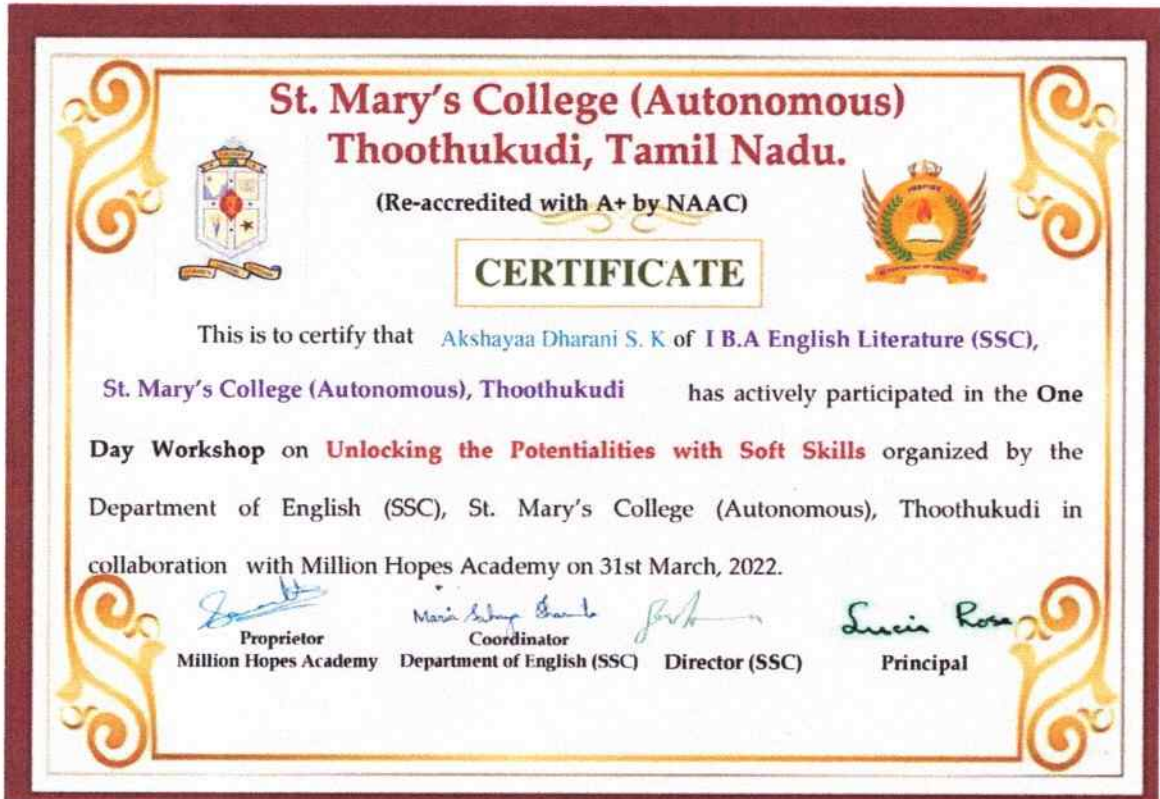 St. Mary's College (Autonomous)
Thoothukudi, Tamil Nadu.
(Re-accredited with A+ by NAAC)
CERTIFICATE
This is to certify that Akshayaa Dharani S. K of I B.A English Literature (SSC),
St. Mary's College (Autonomous), Thoothukudi has actively participated in the One
Day Workshop on Unlocking the Potentialities with Soft Skills organized by the
Department of English (SSC), St. Mary's College (Autonomous), Thoothukudi in
collaboration with Million Hopes Academy on 31st March, 2022.
Maria Lucia Rose
Proprietor Coordinator
Million Hopes Academy Department of English (SSC) Director (SSC) Principal